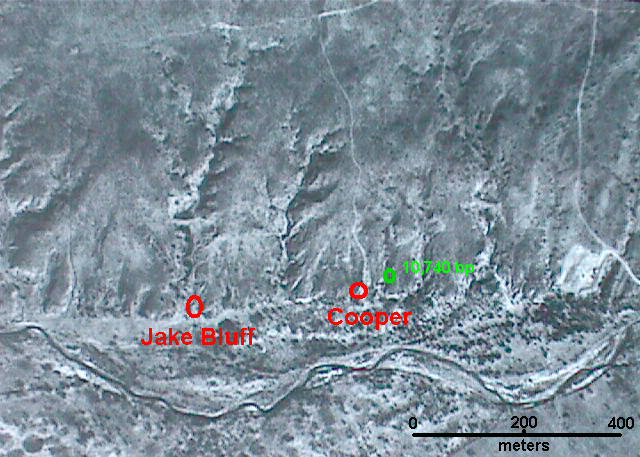 10,740 bp
Cooper
Jake Bluff
0 200 400
meters